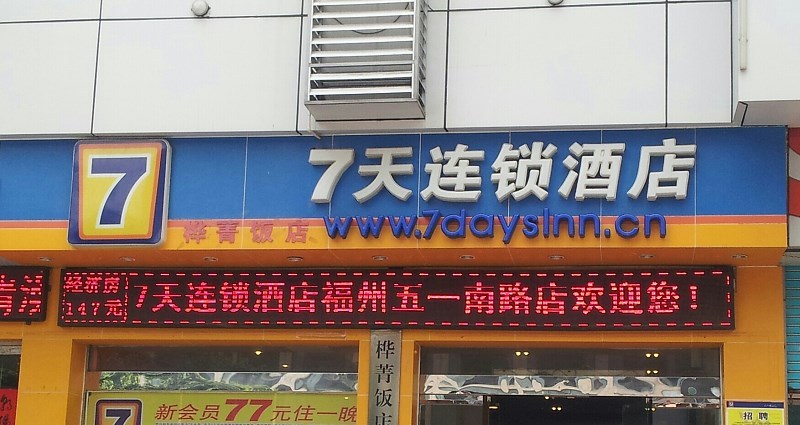 7
7天连锁酒店
www.7daysinn.cn
桦菁饭店
经济房
147元
7天连锁酒店福州五一南路店欢迎您！
桦菁饭店
7
新会员77元住一晚
招聘